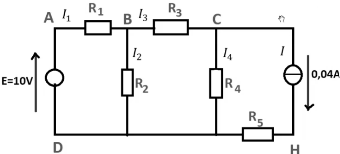 A I₁ R₁ B I₃ R₃ C
I₂ I₄ I
E=10V R₂ R₄ 0,04A
R₅
D H